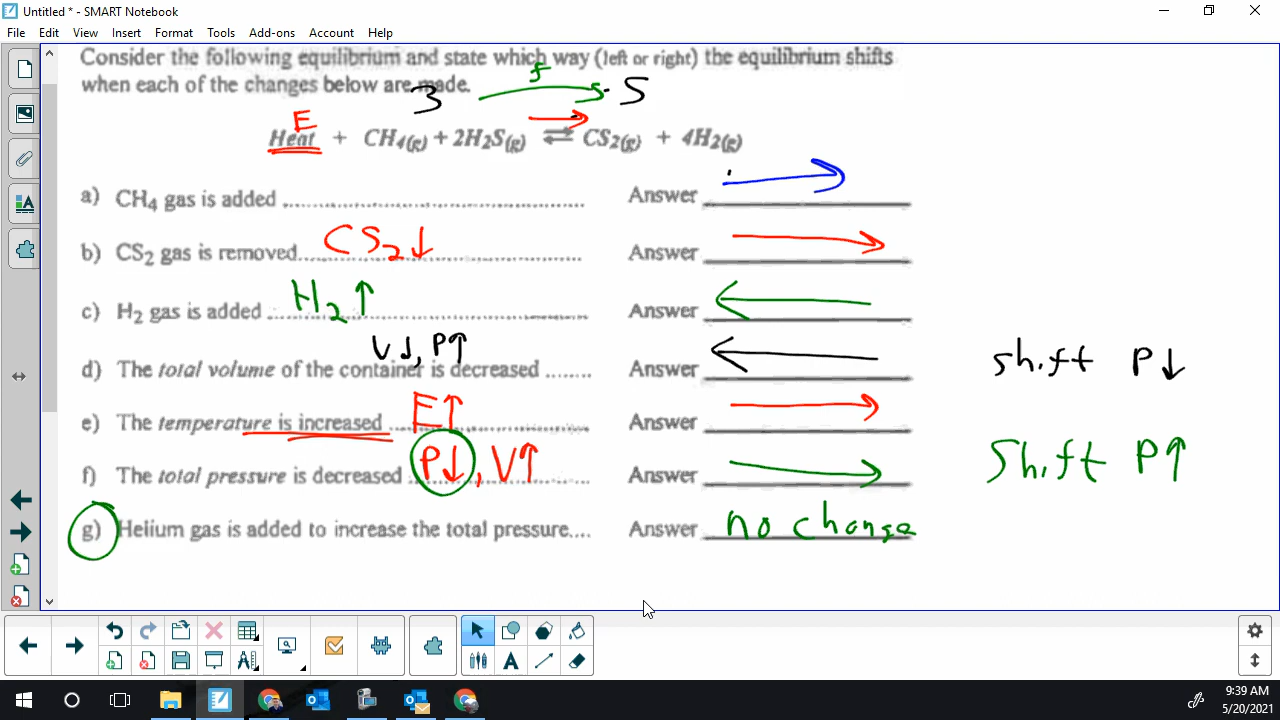 Untitled * - SMART Notebook
File Edit View Insert Format Tools Add-ons Account Help
Consider the following equilibrium and state which way (left or right) the equilibrium shifts
when each of the changes below are made.
3 f 5
E
Heat + CH4(g) + 2H2S(g) ⇌ CS2(g) + 4H2(g)
a) CH4 gas is added ........ Answer →
b) CS2 gas is removed.... CS2↓ Answer →
c) H2 gas is added .... H2↑ Answer ←
V↓, P↑
d) The total volume of the container is decreased ........ Answer ← shift P↓
e) The temperature is increased .... E↑ Answer →
f) The total pressure is decreased .... P↓, V↑ Answer → Shift P↑
g) Helium gas is added to increase the total pressure.... Answer no change
9:39 AM
5/20/2021